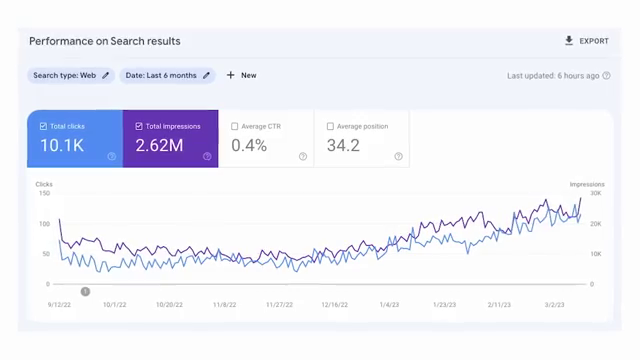 Performance on Search results
EXPORT
Search type: Web
Date: Last 6 months
+ New
Last updated: 6 hours ago
Total clicks
10.1K
Total impressions
2.62M
Average CTR
0.4%
Average position
34.2
Clicks
Impressions
150
30K
100
20K
50
10K
0
0
1
9/12/22 10/1/22 10/20/22 11/8/22 11/27/22 12/16/22 1/4/23 1/23/23 2/11/23 3/2/23